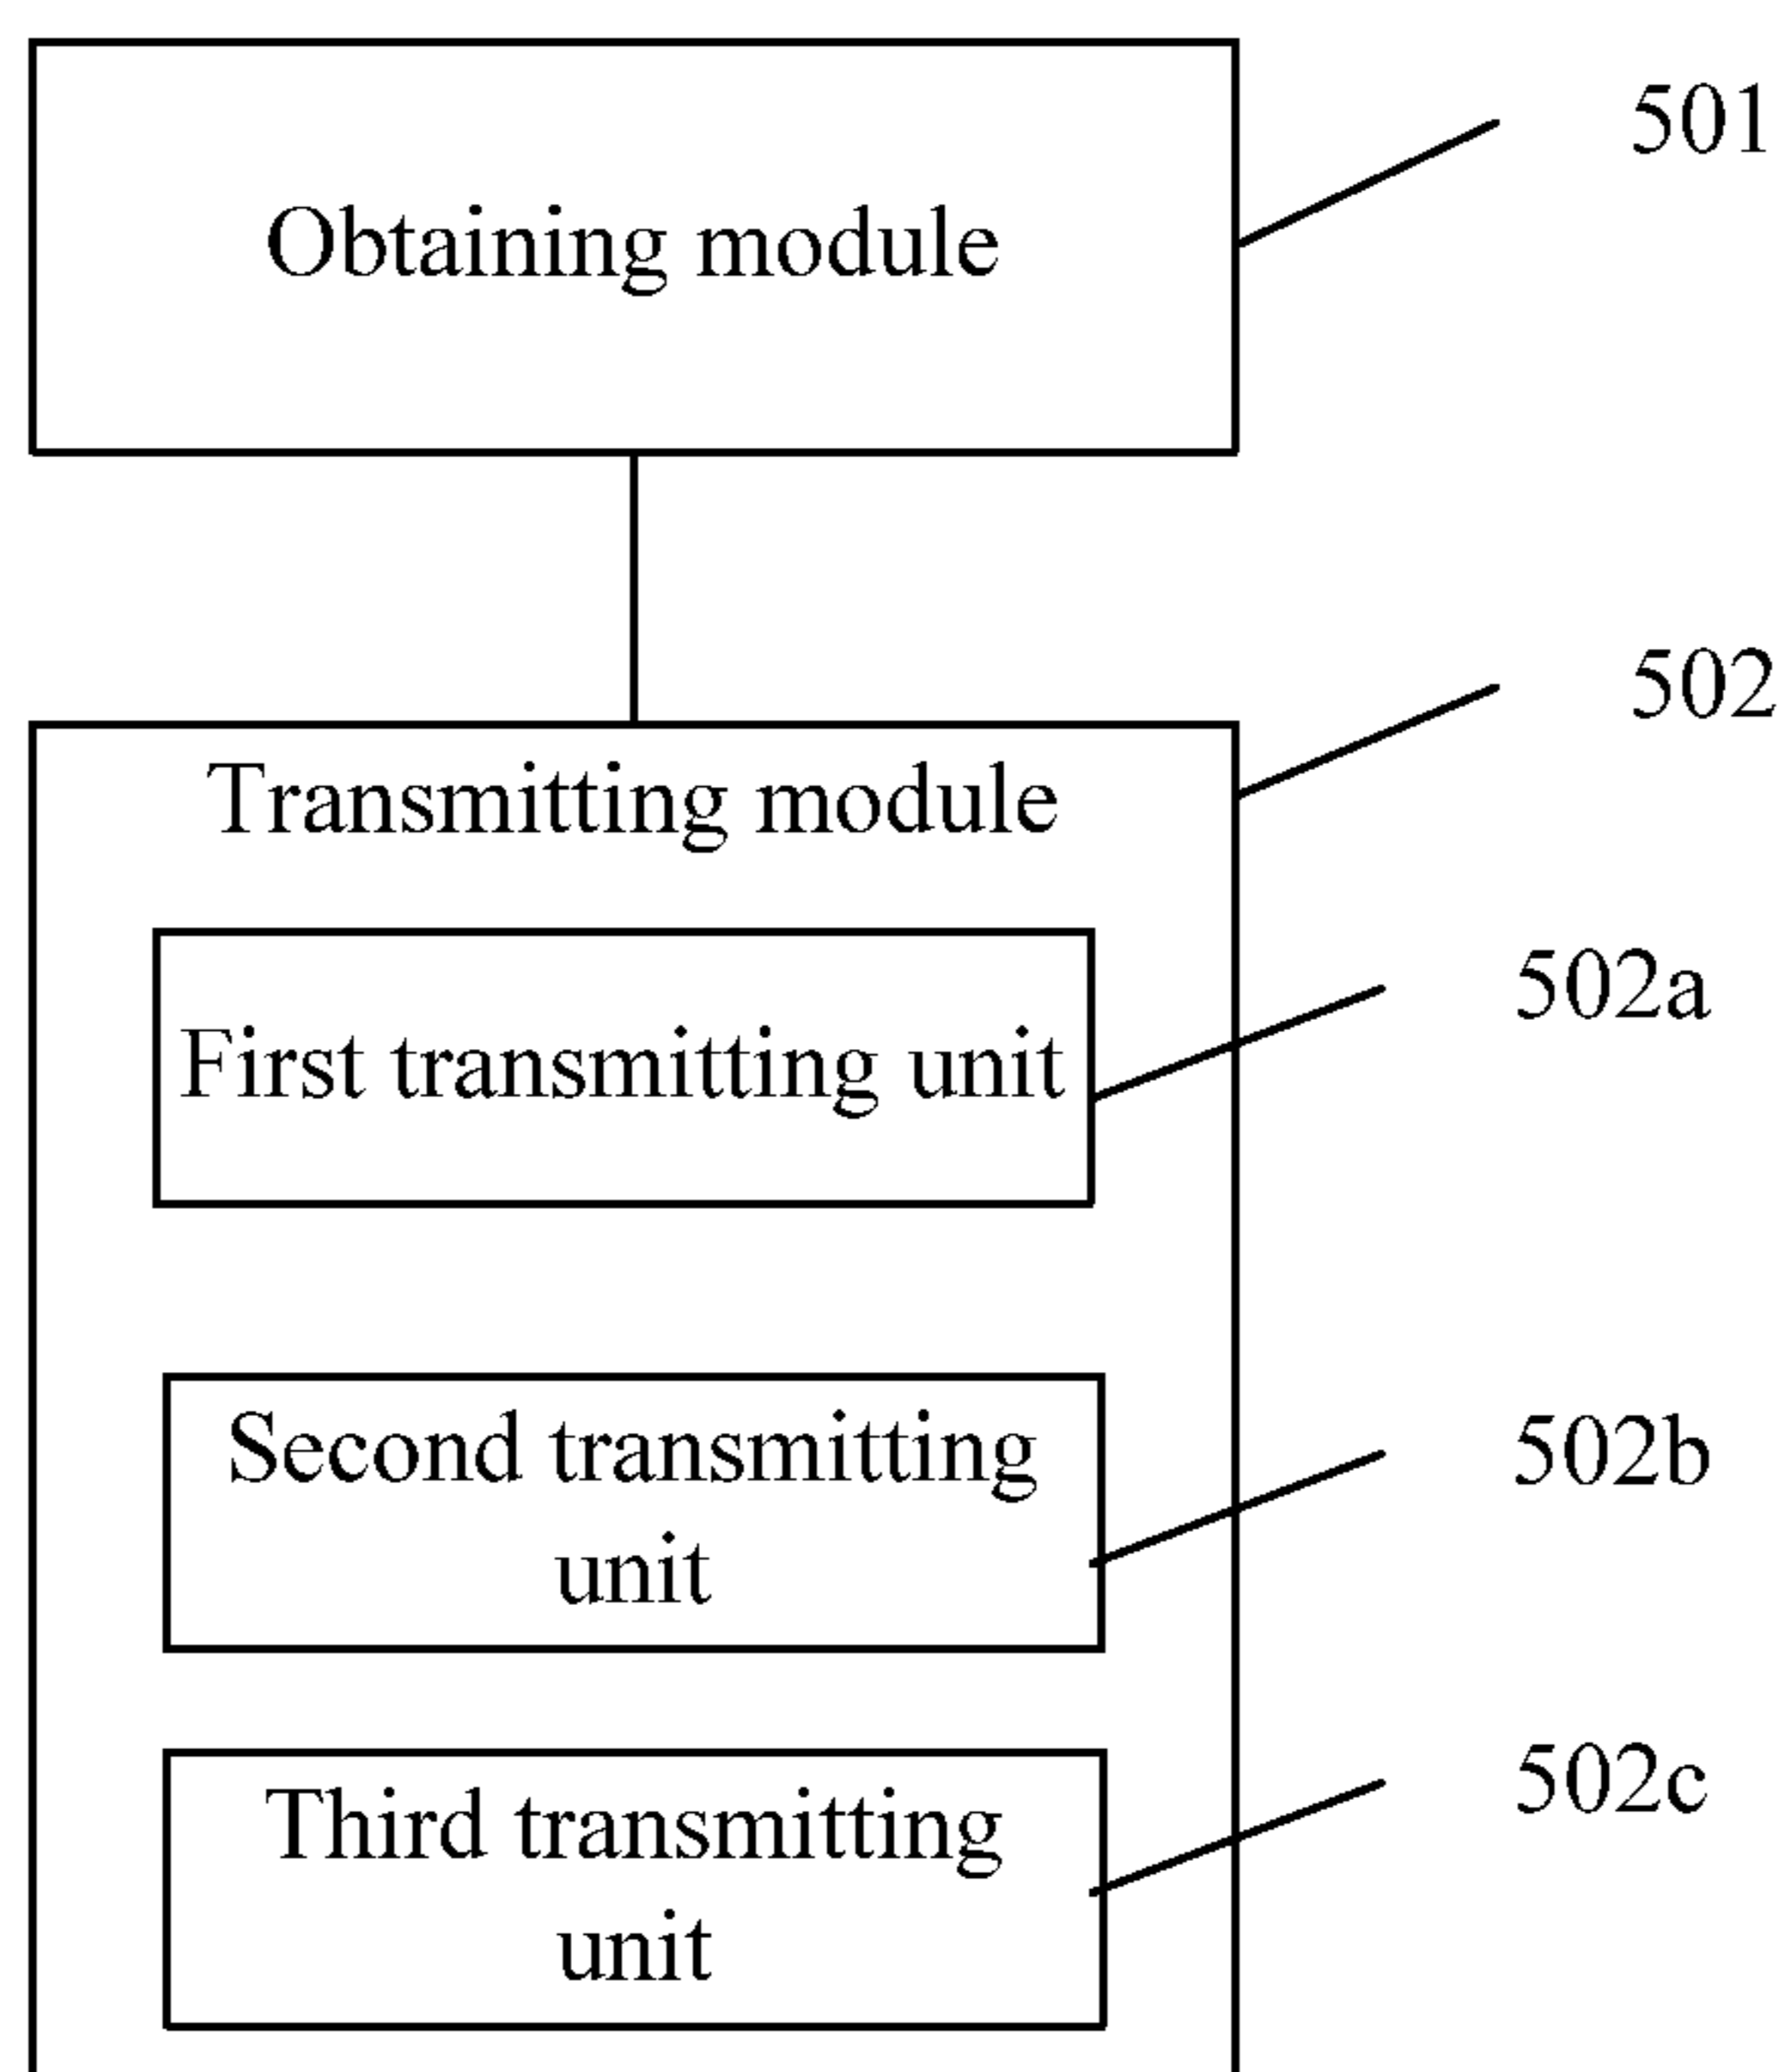 Obtaining module
501
Transmitting module
502
First transmitting unit
502a
Second transmitting
unit
502b
Third transmitting
unit
502c